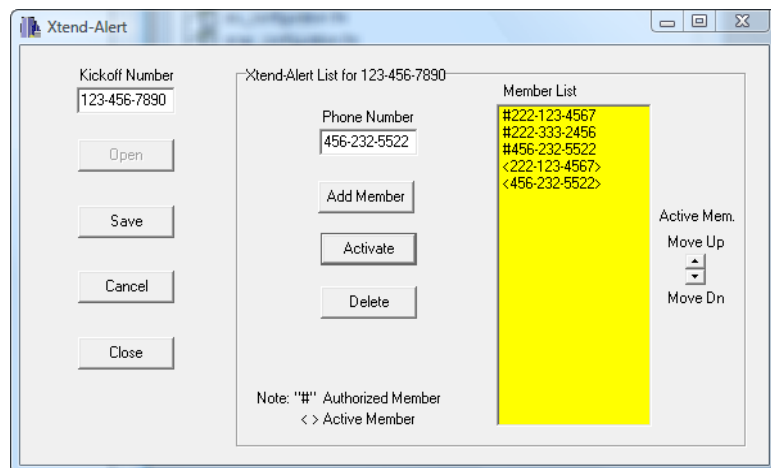 Xtend-Alert
Kickoff Number
123-456-7890
Open
Save
Cancel
Close
Xtend-Alert List for 123-456-7890
Phone Number
456-232-5522
Add Member
Activate
Delete
Note: "#" Authorized Member
< > Active Member
Member List
#222-123-4567
#222-333-2456
#456-232-5522
<222-123-4567>
<456-232-5522>
Active Mem.
Move Up
Move Dn